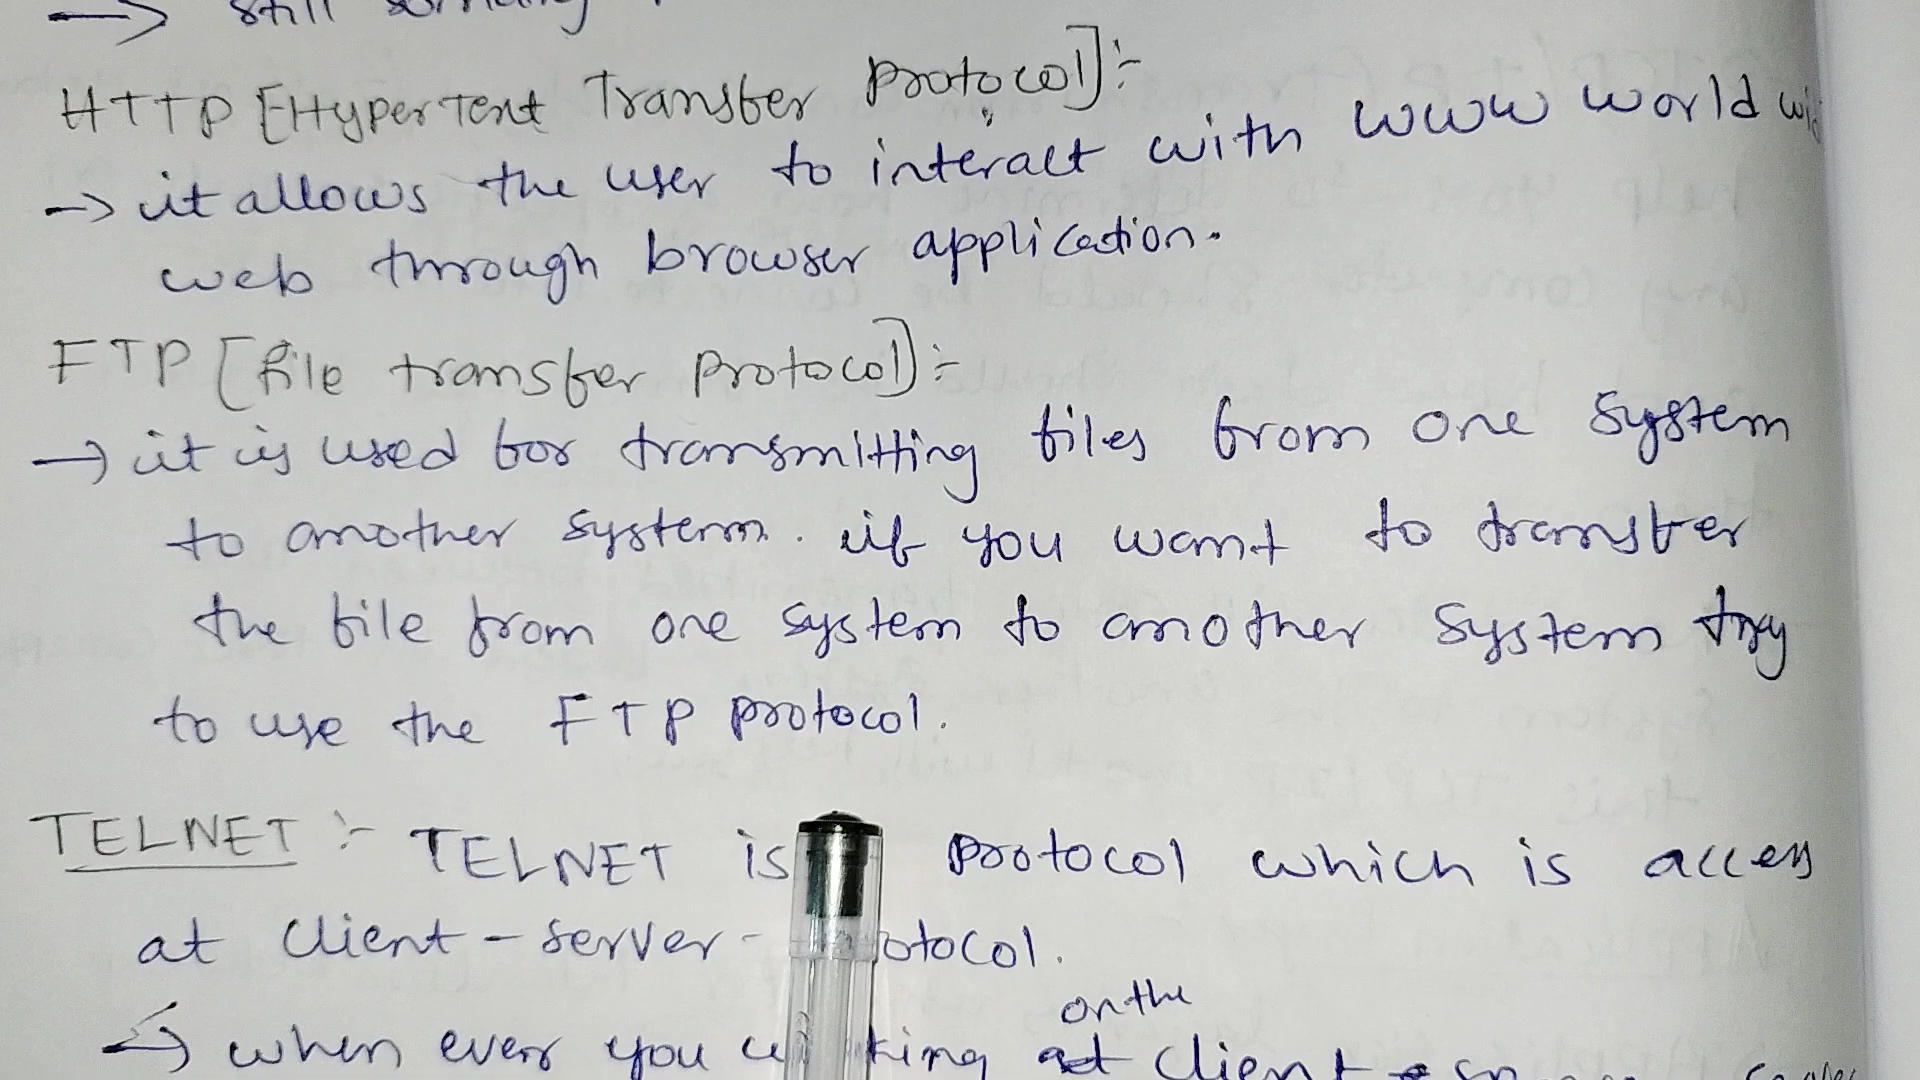 → still
HTTP [Hyper Text Transfer Protocol]:-
→ it allows the user to interact with www world
web through browser application.
FTP [file transfer protocol]:-
→ it is used for transmitting files from one system
to another system. if you want to transfer
the file from one system to another system try
to use the FTP protocol.
TELNET :- TELNET is protocol which is access
at client-server-
→ when ever you on the client